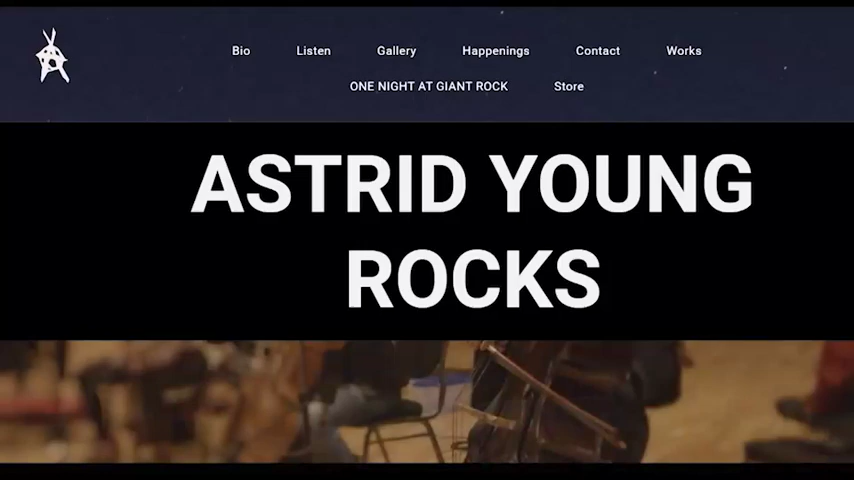 Bio Listen Gallery Happenings Contact Works
ONE NIGHT AT GIANT ROCK Store
ASTRID YOUNG
ROCKS